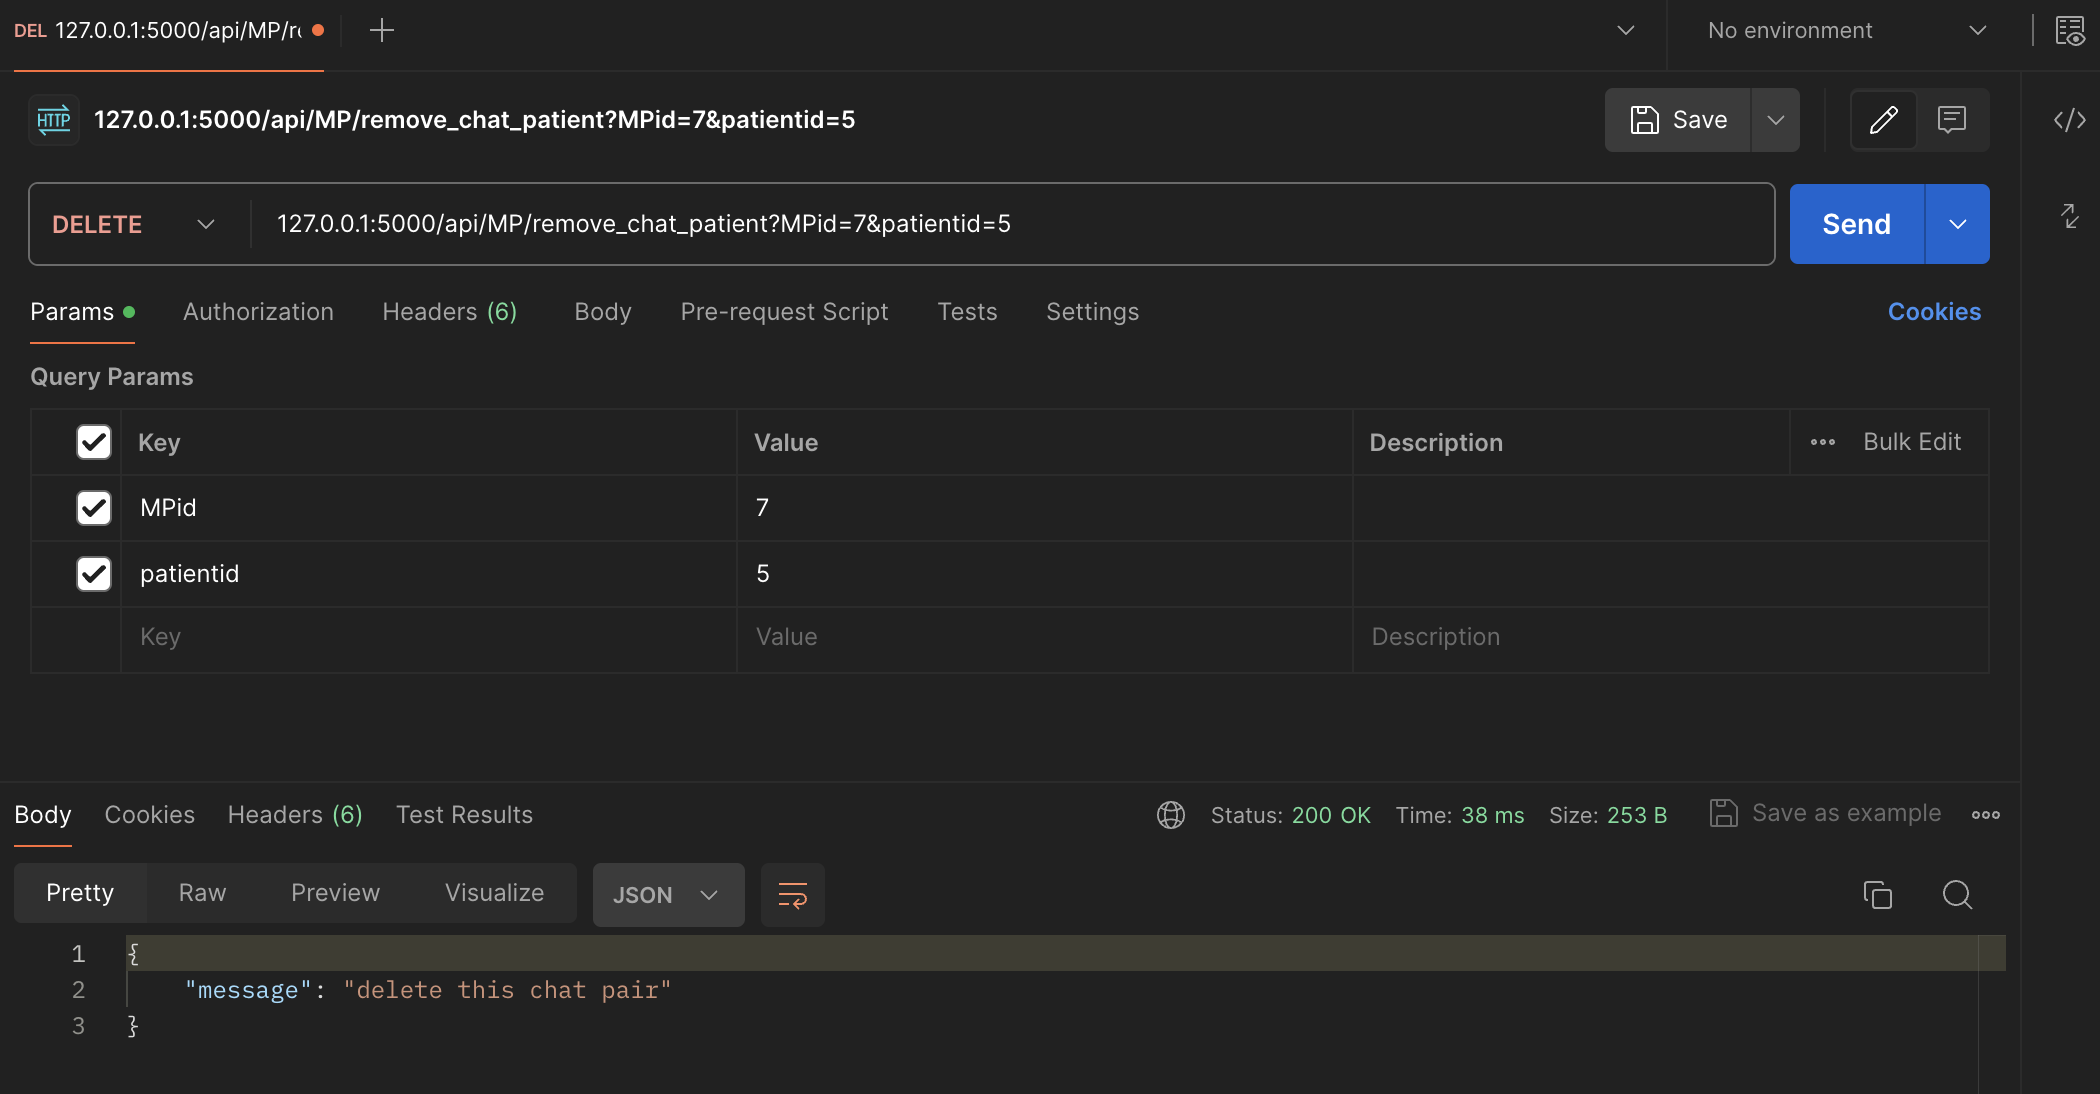 DEL 127.0.0.1:5000/api/MP/re
No environment
HTTP 127.0.0.1:5000/api/MP/remove_chat_patient?MPid=7&patientid=5
Save
DELETE 127.0.0.1:5000/api/MP/remove_chat_patient?MPid=7&patientid=5
Send
Params Authorization Headers (6) Body Pre-request Script Tests Settings Cookies
Query Params
Key Value Description Bulk Edit
MPid 7
patientid 5
Key Value Description
Body Cookies Headers (6) Test Results Status: 200 OK Time: 38 ms Size: 253 B Save as example
Pretty Raw Preview Visualize JSON
1 {
2 "message": "delete this chat pair"
3 }